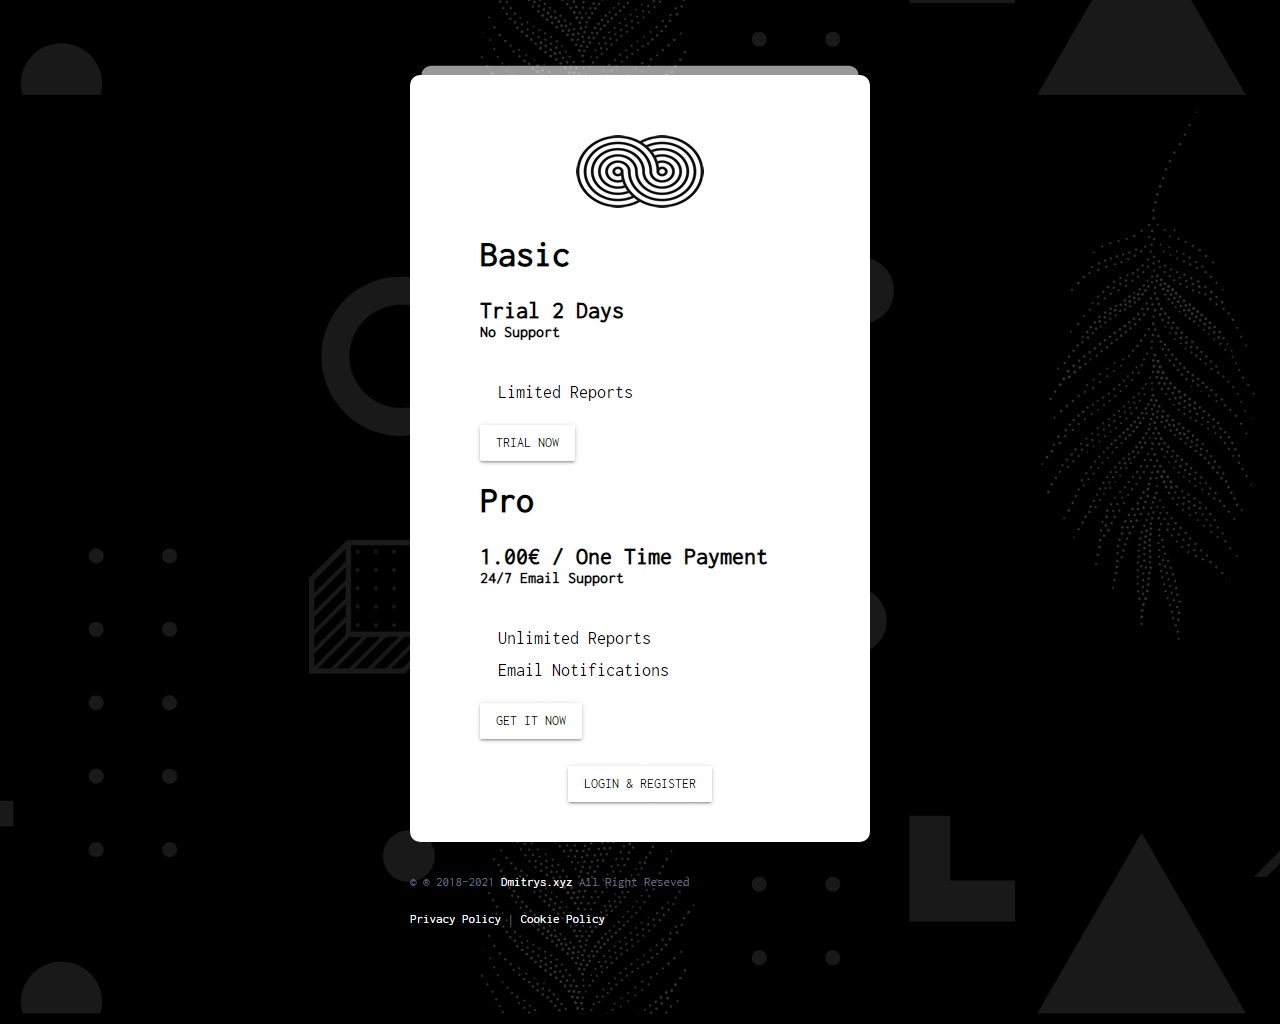 Basic
Trial 2 Days
No Support
Limited Reports
TRIAL NOW
Pro
1.00€ / One Time Payment
24/7 Email Support
Unlimited Reports
Email Notifications
GET IT NOW
LOGIN & REGISTER
© ® 2018-2021 Dmitrys.xyz All Right Reseved
Privacy Policy | Cookie Policy